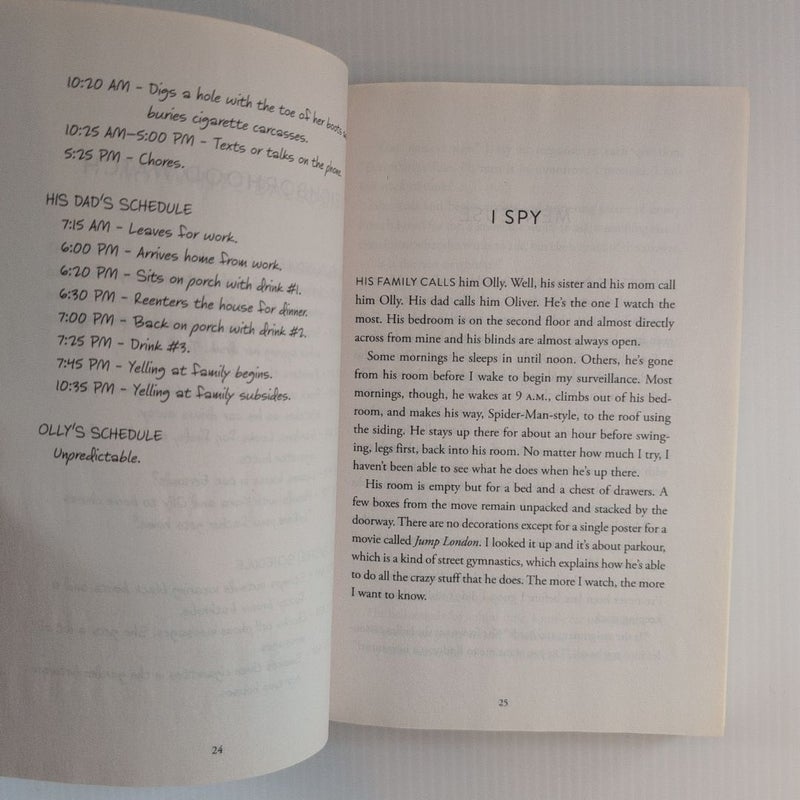 10:20 AM – Digs a hole with the toe of her boots
buries cigarette carcasses.
10:25 AM–5:00 PM – Texts or talks on the phone.
5:25 PM – Chores.
HIS DAD'S SCHEDULE
7:15 AM – Leaves for work.
6:00 PM – Arrives home from work.
6:20 PM – Sits on porch with drink #1.
6:30 PM – Reenters the house for dinner.
7:00 PM – Back on porch with drink #2.
7:25 PM – Drink #3.
7:45 PM – Yelling at family begins.
10:35 PM – Yelling at family subsides.
OLLY'S SCHEDULE
Unpredictable.
24
I SPY
HIS FAMILY CALLS him Olly. Well, his sister and his mom call
him Olly. His dad calls him Oliver. He's the one I watch the
most. His bedroom is on the second floor and almost directly
across from mine and his blinds are almost always open.
Some mornings he sleeps in until noon. Others, he's gone
from his room before I wake to begin my surveillance. Most
mornings, though, he wakes at 9 A.M., climbs out of his bed-
room, and makes his way, Spider-Man-style, to the roof using
the siding. He stays up there for about an hour before swing-
ing, legs first, back into his room. No matter how much I try, I
haven't been able to see what he does when he's up there.
His room is empty but for a bed and a chest of drawers. A
few boxes from the move remain unpacked and stacked by the
doorway. There are no decorations except for a single poster for a
movie called Jump London. I looked it up and it's about parkour,
which is a kind of street gymnastics, which explains how he's able
to do all the crazy stuff that he does. The more I watch, the more
I want to know.
25